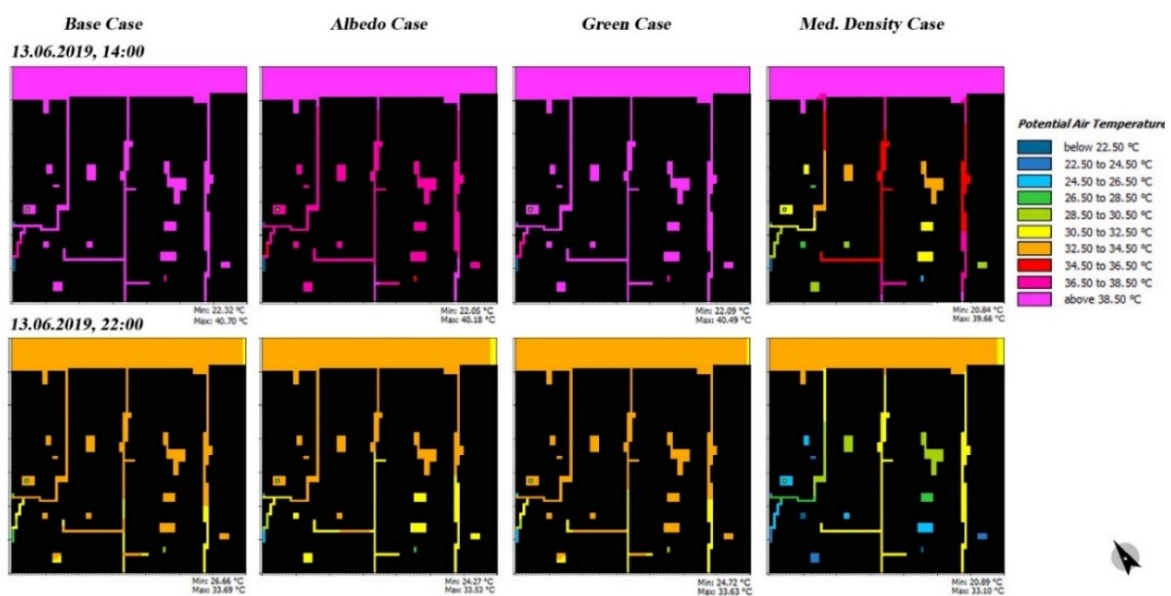 Base Case
Albedo Case
Green Case
Med. Density Case
13.06.2019, 14:00
Min: 22.32 °C
Max: 40.70 °C
Min: 22.05 °C
Max: 40.18 °C
Min: 22.09 °C
Max: 40.49 °C
Min: 20.84 °C
Max: 39.66 °C
Potential Air Temperature
below 22.50 °C
22.50 to 24.50 °C
24.50 to 26.50 °C
26.50 to 28.50 °C
28.50 to 30.50 °C
30.50 to 32.50 °C
32.50 to 34.50 °C
34.50 to 36.50 °C
36.50 to 38.50 °C
above 38.50 °C
13.06.2019, 22:00
Min: 26.66 °C
Max: 33.69 °C
Min: 24.27 °C
Max: 33.53 °C
Min: 24.72 °C
Max: 33.63 °C
Min: 20.89 °C
Max: 33.10 °C